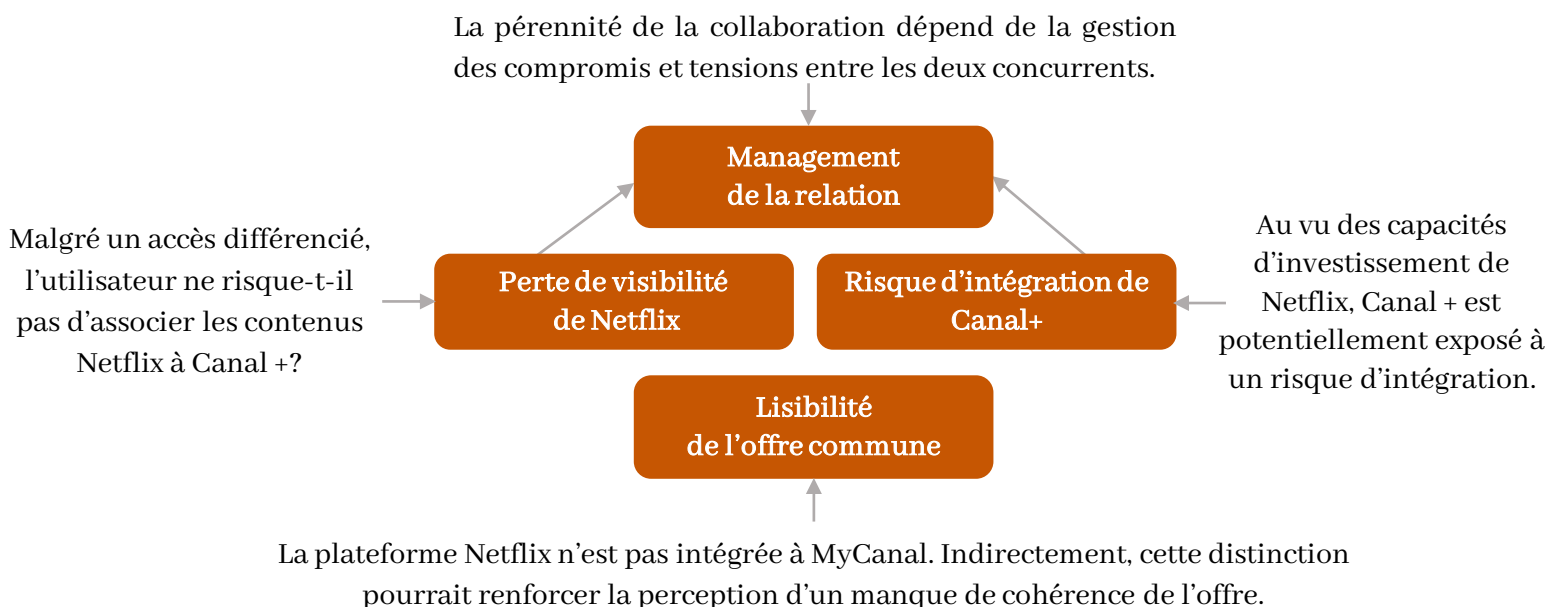 La pérennité de la collaboration dépend de la gestion
des compromis et tensions entre les deux concurrents.
Management
de la relation
Malgré un accès différencié,
l’utilisateur ne risque-t-il
pas d’associer les contenus
Netflix à Canal +?
Perte de visibilité
de Netflix
Risque d’intégration de
Canal+
Au vu des capacités
d’investissement de
Netflix, Canal + est
potentiellement exposé à
un risque d’intégration.
Lisibilité
de l’offre commune
La plateforme Netflix n’est pas intégrée à MyCanal. Indirectement, cette distinction
pourrait renforcer la perception d’un manque de cohérence de l’offre.